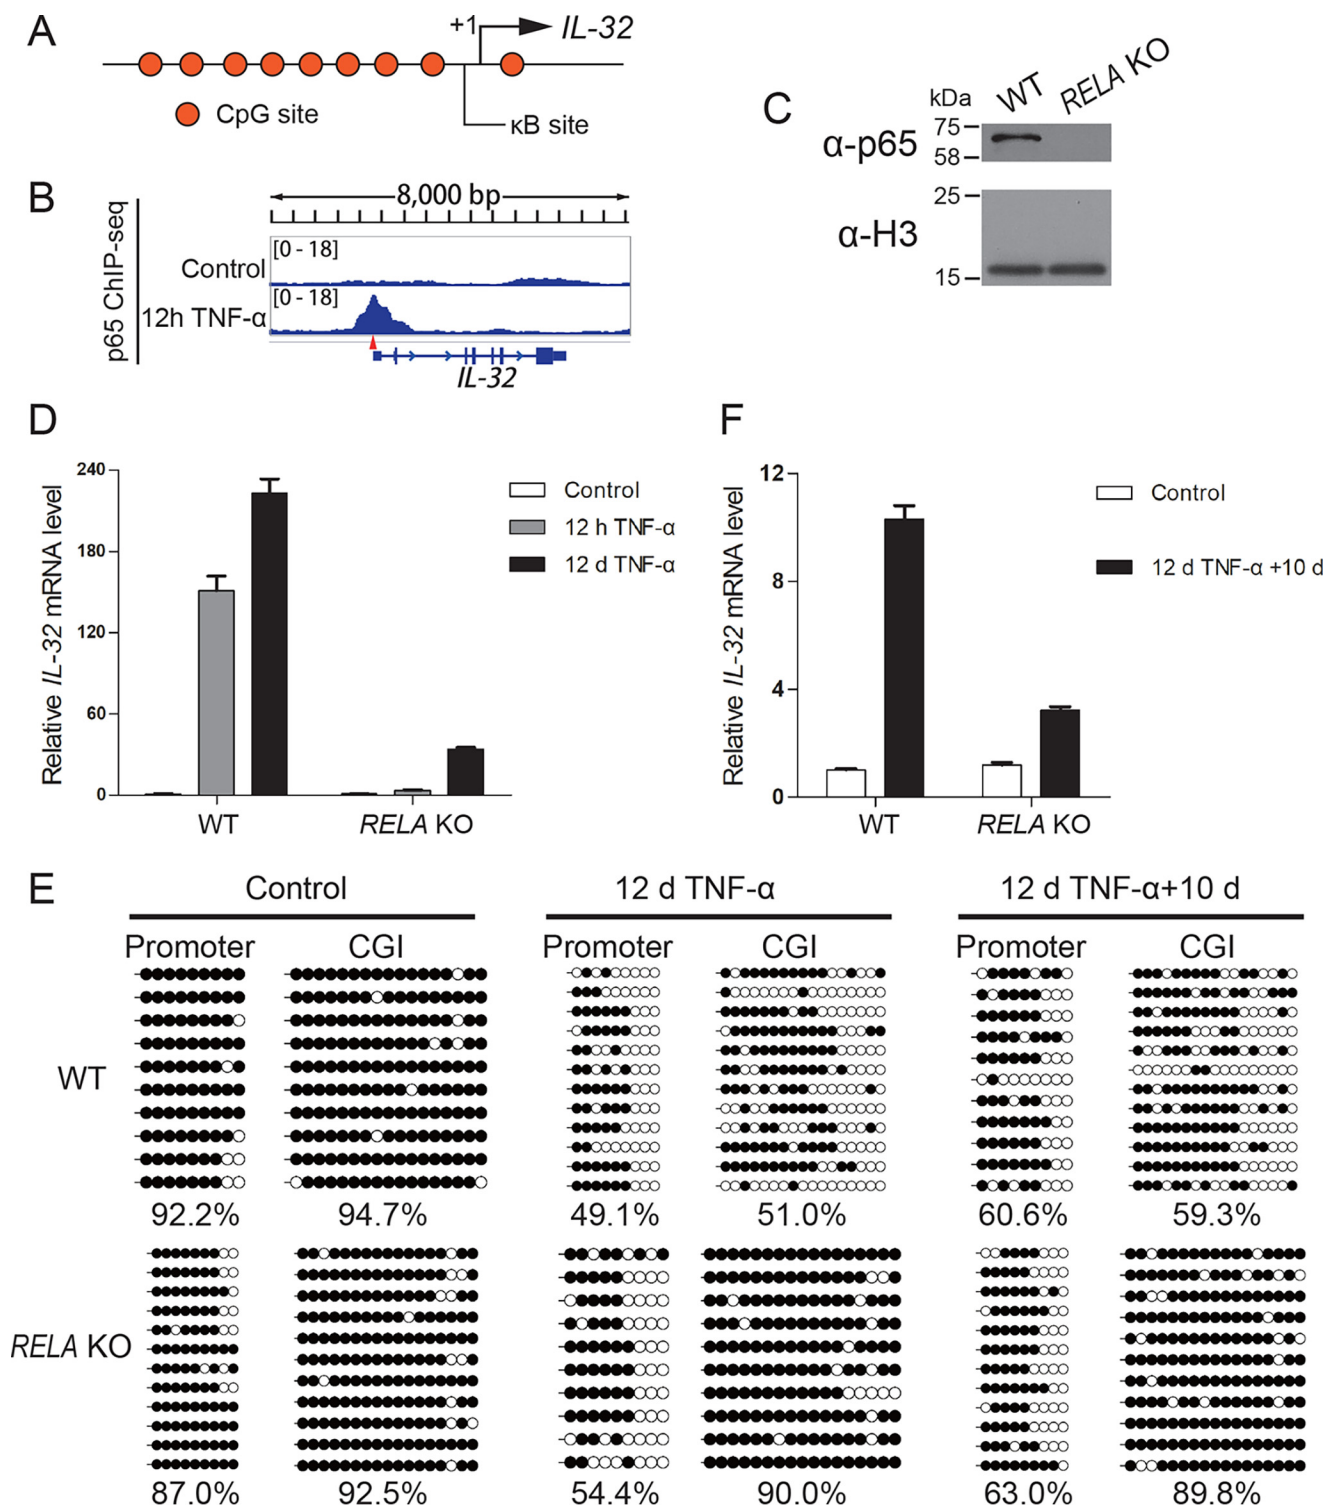 A
+1
IL-32
CpG site
κB site
B
p65 ChIP-seq
8,000 bp
Control
[0 - 18]
12h TNF-α
[0 - 18]
IL-32
C
kDa
WT
RELA KO
α-p65
75
58
α-H3
25
15
D
Relative IL-32 mRNA level
240
180
120
60
0
WT
RELA KO
Control
12 h TNF-α
12 d TNF-α
F
Relative IL-32 mRNA level
12
8
4
0
WT
RELA KO
Control
12 d TNF-α +10 d
E
Control
12 d TNF-α
12 d TNF-α+10 d
Promoter
CGI
Promoter
CGI
Promoter
CGI
WT
92.2%
94.7%
49.1%
51.0%
60.6%
59.3%
RELA KO
87.0%
92.5%
54.4%
90.0%
63.0%
89.8%